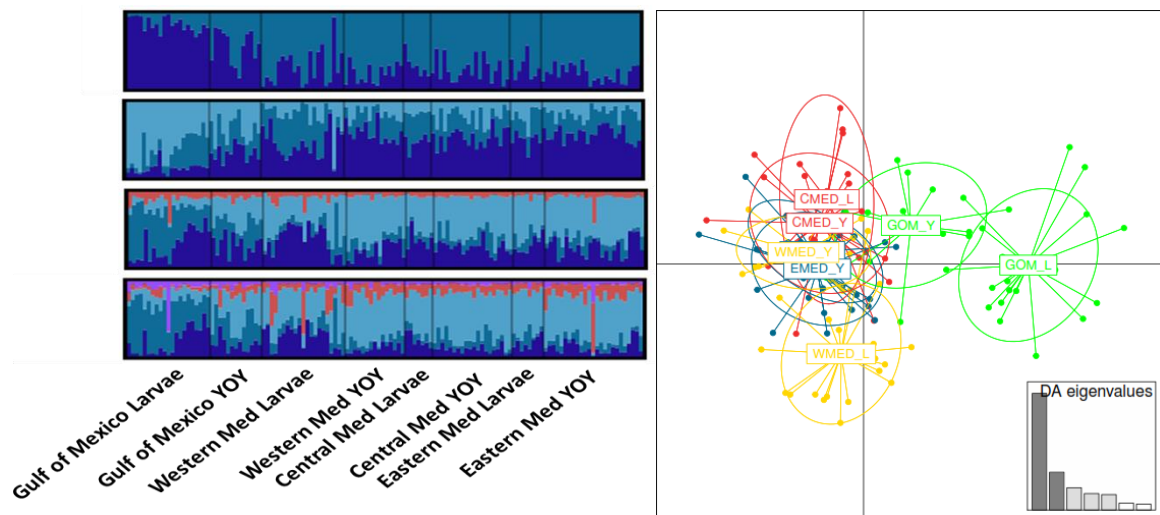 Gulf of Mexico Larvae
Gulf of Mexico YOY
Western Med Larvae
Western Med YOY
Central Med Larvae
Central Med YOY
Eastern Med Larvae
Eastern Med YOY
CMED_L
CMED_Y
GOM_Y
WMED_Y
EMED_Y
GOM_L
WMED_L
DA eigenvalues